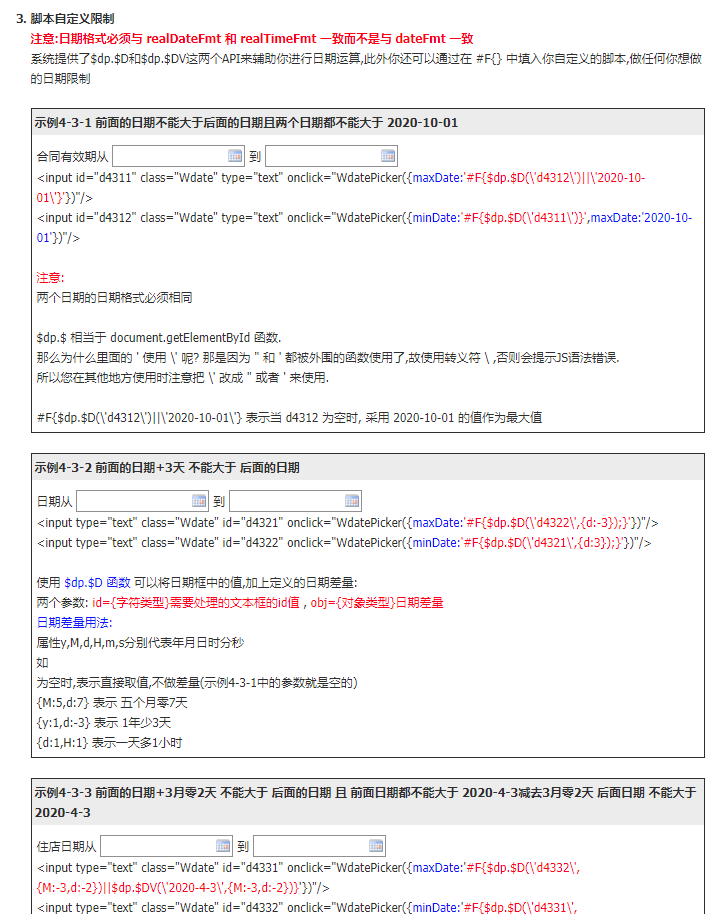 3. 脚本自定义限制
注意:日期格式必须与 realDateFmt 和 realTimeFmt 一致而不是与 dateFmt 一致
系统提供了$dp.$D和$dp.$DV这两个API来辅助你进行日期运算,此外你还可以通过在 #F{} 中填入你自定义的脚本,做任何你想做
的日期限制
示例4-3-1 前面的日期不能大于后面的日期且两个日期都不能大于 2020-10-01
合同有效期从 到
<input id="d4311" class="Wdate" type="text" onclick="WdatePicker({maxDate:'#F{$dp.$D(\'d4312\')||\'2020-10-
01\'}'})"/>
<input id="d4312" class="Wdate" type="text" onclick="WdatePicker({minDate:'#F{$dp.$D(\'d4311\')}',maxDate:'2020-10-
01'})"/>
注意:
两个日期的日期格式必须相同
$dp.$ 相当于 document.getElementById 函数.
那么为什么里面的 ' 使用 \' 呢? 那是因为 " 和 ' 都被外围的函数使用了,故使用转义符 \ ,否则会提示JS语法错误.
所以您在其他地方使用时注意把 \' 改成 " 或者 ' 来使用.
#F{$dp.$D(\'d4312\')||\'2020-10-01\'} 表示当 d4312 为空时, 采用 2020-10-01 的值作为最大值
示例4-3-2 前面的日期+3天 不能大于 后面的日期
日期从 到
<input type="text" class="Wdate" id="d4321" onclick="WdatePicker({maxDate:'#F{$dp.$D(\'d4322\',{d:-3});}'})"/>
<input type="text" class="Wdate" id="d4322" onclick="WdatePicker({minDate:'#F{$dp.$D(\'d4321\',{d:3});}'})"/>
使用 $dp.$D 函数 可以将日期框中的值,加上定义的日期差量:
两个参数: id={字符类型}需要处理的文本框的id值 , obj={对象类型}日期差量
日期差量用法:
属性y,M,d,H,m,s分别代表年月日时分秒
如
为空时,表示直接取值,不做差量(示例4-3-1中的参数就是空的)
{M:5,d:7} 表示 五个月零7天
{y:1,d:-3} 表示 1年少3天
{d:1,H:1} 表示一天多1小时
示例4-3-3 前面的日期+3月零2天 不能大于 后面的日期 且 前面日期都不能大于 2020-4-3减去3月零2天 后面日期 不能大于
2020-4-3
住店日期从 到
<input type="text" class="Wdate" id="d4331" onclick="WdatePicker({maxDate:'#F{$dp.$D(\'d4332\',
{M:-3,d:-2})||$dp.$DV(\'2020-4-3\',{M:-3,d:-2})}'})"/>
<input type="text" class="Wdate" id="d4332" onclick="WdatePicker({minDate:'#F{$dp.$D(\'d4331\',